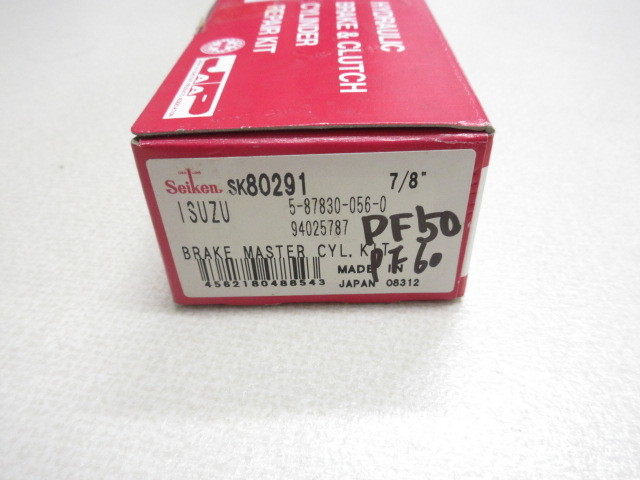 HYDRAULIC
BRAKE & CLUTCH
CYLINDER
REPAIR KIT
JAAP
Seiken SK80291 7/8"
ISUZU 5-87830-056-0
94025787
PF50
BRAKE MASTER CYL. KIT
PF60
MADE IN
4562180488543 JAPAN 08312